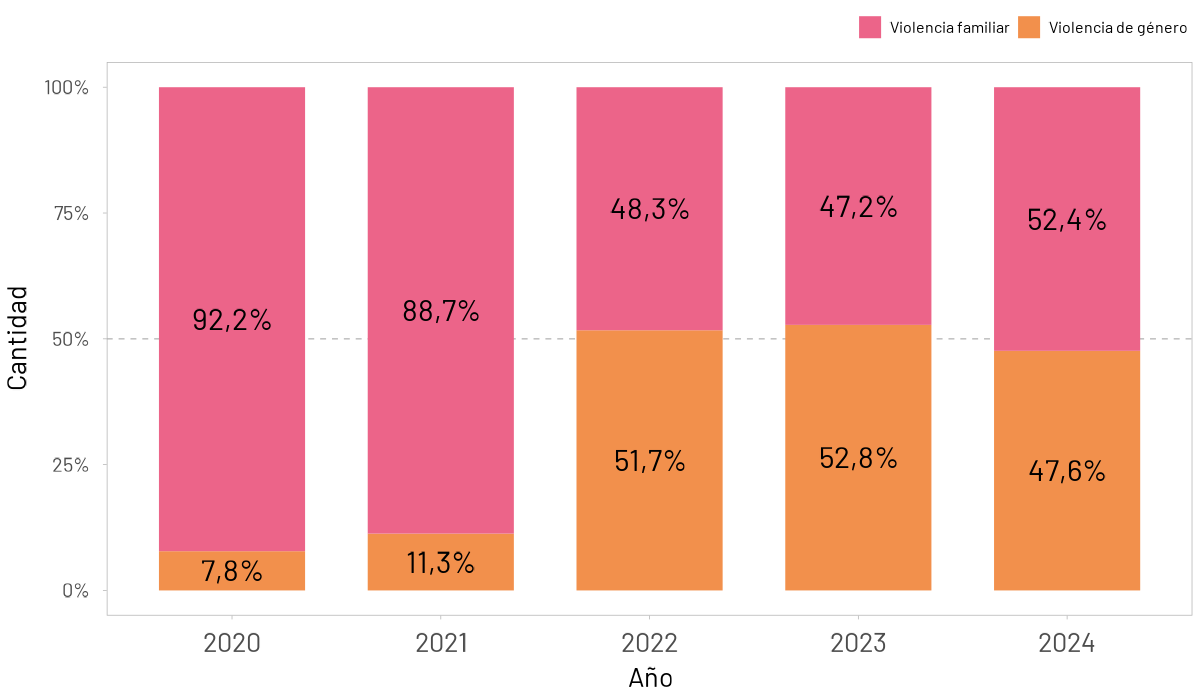 Violencia familiar Violencia de género
100%
75%
50%
25%
0%
Cantidad
48,3% 47,2% 52,4%
92,2% 88,7%
51,7% 52,8% 47,6%
7,8% 11,3%
2020 2021 2022 2023 2024
Año